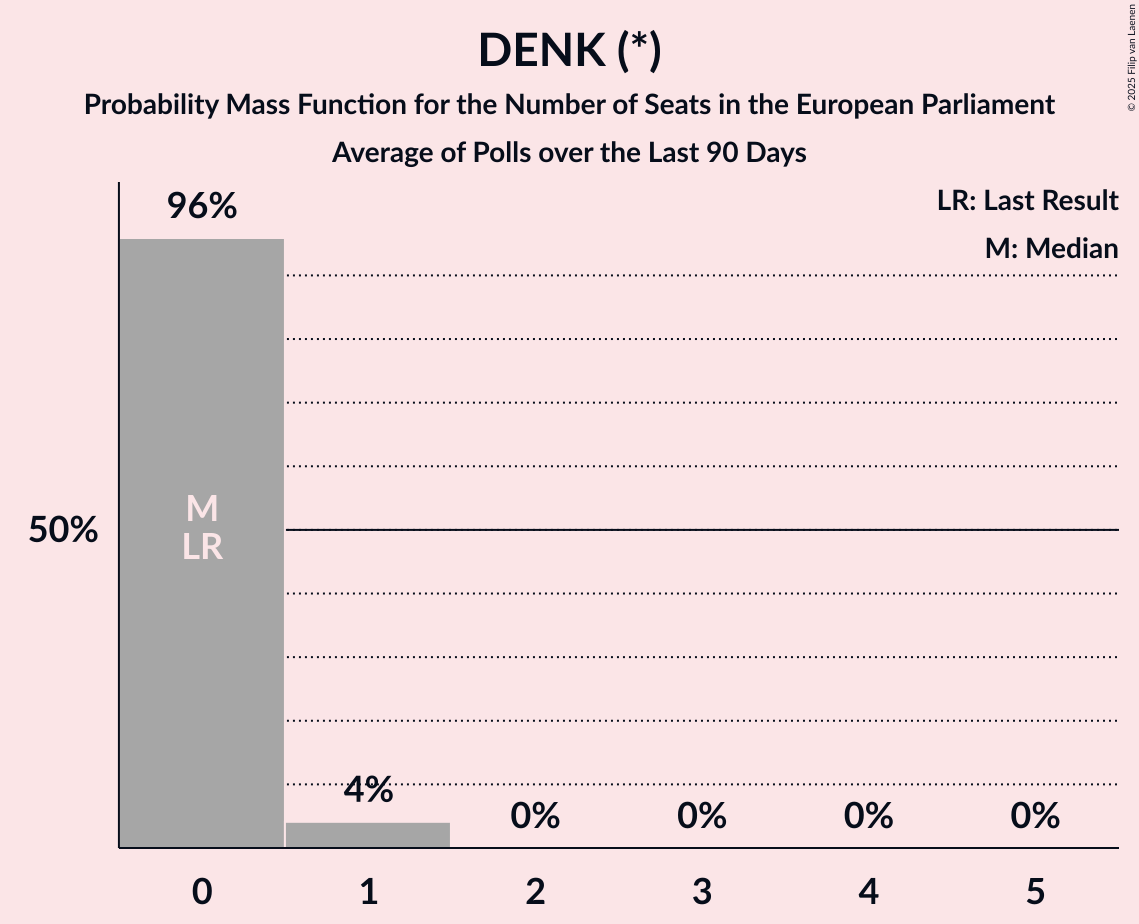 DENK (*)
Probability Mass Function for the Number of Seats in the European Parliament
Average of Polls over the Last 90 Days
© 2025 Filip van Laenen
LR: Last Result
M: Median
96%
M
LR
50%
4%
0%
0%
0%
0%
0
1
2
3
4
5